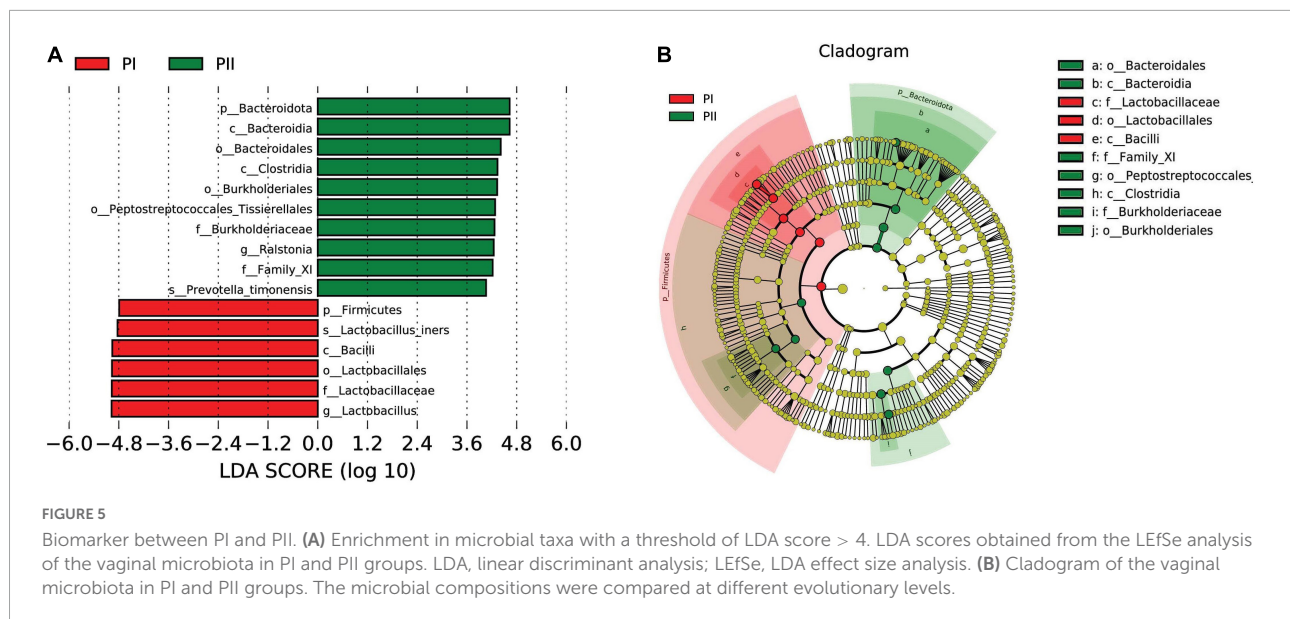 A
PI PII
p__Bacteroidota
c__Bacteroidia
o__Bacteroidales
c__Clostridia
o__Burkholderiales
o__Peptostreptococcales_Tissierellales
f__Burkholderiaceae
g__Ralstonia
f__Family_XI
s__Prevotella_timonensis
p__Firmicutes
s__Lactobacillus_iners
c__Bacilli
o__Lactobacillales
f__Lactobacillaceae
g__Lactobacillus
−6.0 −4.8 −3.6 −2.4 −1.2 0.0 1.2 2.4 3.6 4.8 6.0
LDA SCORE (log 10)
B
Cladogram
PI
PII
p__Bacteroidota
b
a
e
d
p__Firmicutes
h
g
j
a: o__Bacteroidales
b: c__Bacteroidia
c: f__Lactobacillaceae
d: o__Lactobacillales
e: c__Bacilli
f: f__Family_XI
g: o__Peptostreptococcales_
h: c__Clostridia
i: f__Burkholderiaceae
j: o__Burkholderiales
FIGURE 5
Biomarker between PI and PII. (A) Enrichment in microbial taxa with a threshold of LDA score > 4. LDA scores obtained from the LEfSe analysis
of the vaginal microbiota in PI and PII groups. LDA, linear discriminant analysis; LEfSe, LDA effect size analysis. (B) Cladogram of the vaginal
microbiota in PI and PII groups. The microbial compositions were compared at different evolutionary levels.